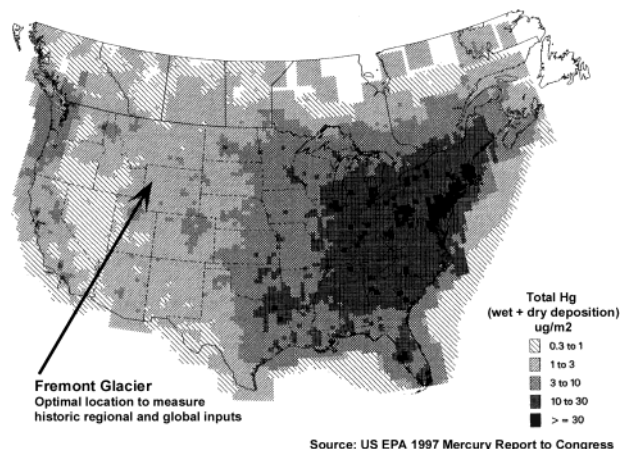 Total Hg
(wet + dry deposition)
ug/m2
0.3 to 1
1 to 3
3 to 10
10 to 30
> = 30
Fremont Glacier
Optimal location to measure
historic regional and global inputs
Source: US EPA 1997 Mercury Report to Congress